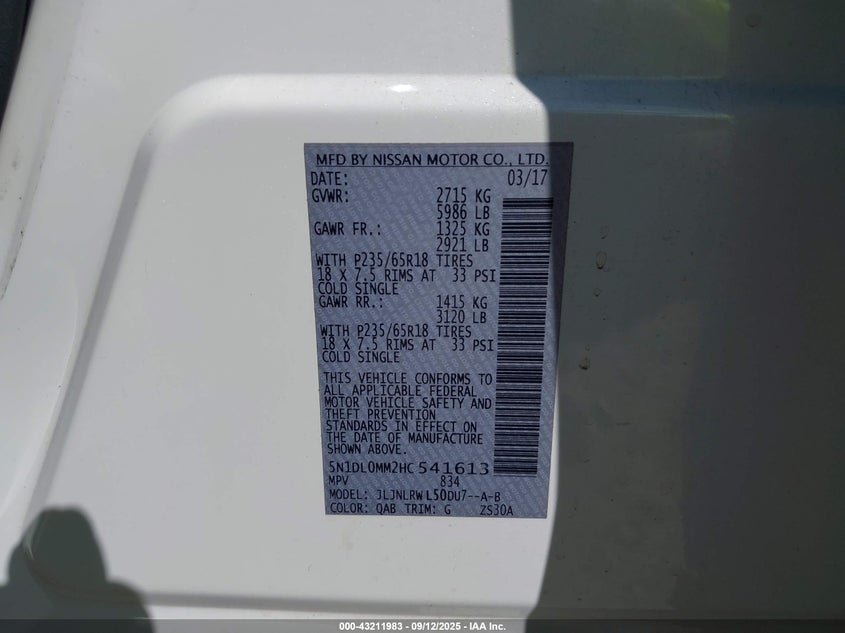 MFD BY NISSAN MOTOR CO., LTD.
DATE: 03/17
GVWR: 2715 KG
5986 LB
GAWR FR.: 1325 KG
2921 LB
WITH P235/65R18 TIRES
18 X 7.5 RIMS AT 33 PSI
COLD SINGLE
GAWR RR.: 1415 KG
3120 LB
WITH P235/65R18 TIRES
18 X 7.5 RIMS AT 33 PSI
COLD SINGLE
THIS VEHICLE CONFORMS TO
ALL APPLICABLE FEDERAL
MOTOR VEHICLE SAFETY AND
THEFT PREVENTION
STANDARDS IN EFFECT ON
THE DATE OF MANUFACTURE
SHOWN ABOVE.
5N1DL0MM2HC541613
MPV 834
MODEL: JLJNLRWL50DU7--A-B
COLOR: QAB TRIM: G ZS30A
000-43211983 - 09/12/2025 - IAA Inc.